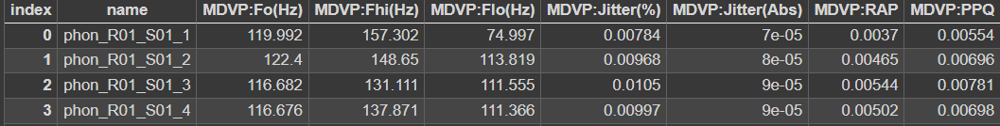 index name MDVP:Fo(Hz) MDVP:Fhi(Hz) MDVP:Flo(Hz) MDVP:Jitter(%) MDVP:Jitter(Abs) MDVP:RAP MDVP:PPQ
0 phon_R01_S01_1 119.992 157.302 74.997 0.00784 7e-05 0.0037 0.00554
1 phon_R01_S01_2 122.4 148.65 113.819 0.00968 8e-05 0.00465 0.00696
2 phon_R01_S01_3 116.682 131.111 111.555 0.0105 9e-05 0.00544 0.00781
3 phon_R01_S01_4 116.676 137.871 111.366 0.00997 9e-05 0.00502 0.00698